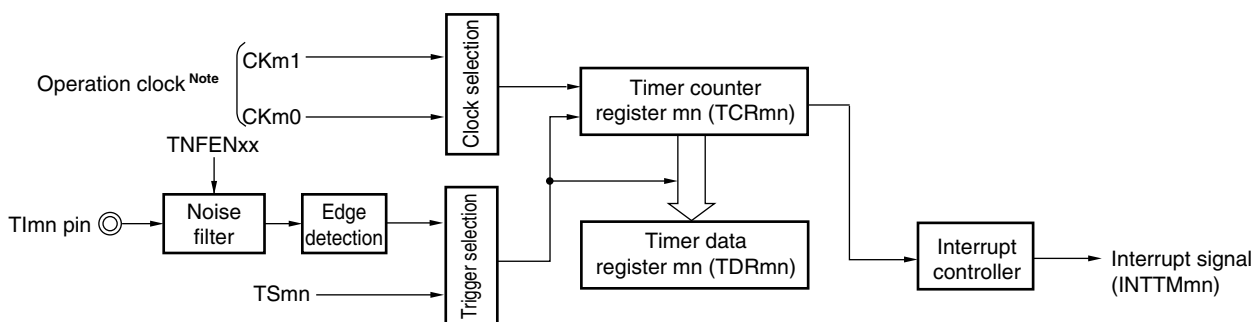 CKm1
Operation clock Note
CKm0
Clock selection
Timer counter
register mn (TCRmn)
TNFENxx
TImn pin
Noise
filter
Edge
detection
Trigger selection
TSmn
Timer data
register mn (TDRmn)
Interrupt
controller
Interrupt signal
(INTTMmn)